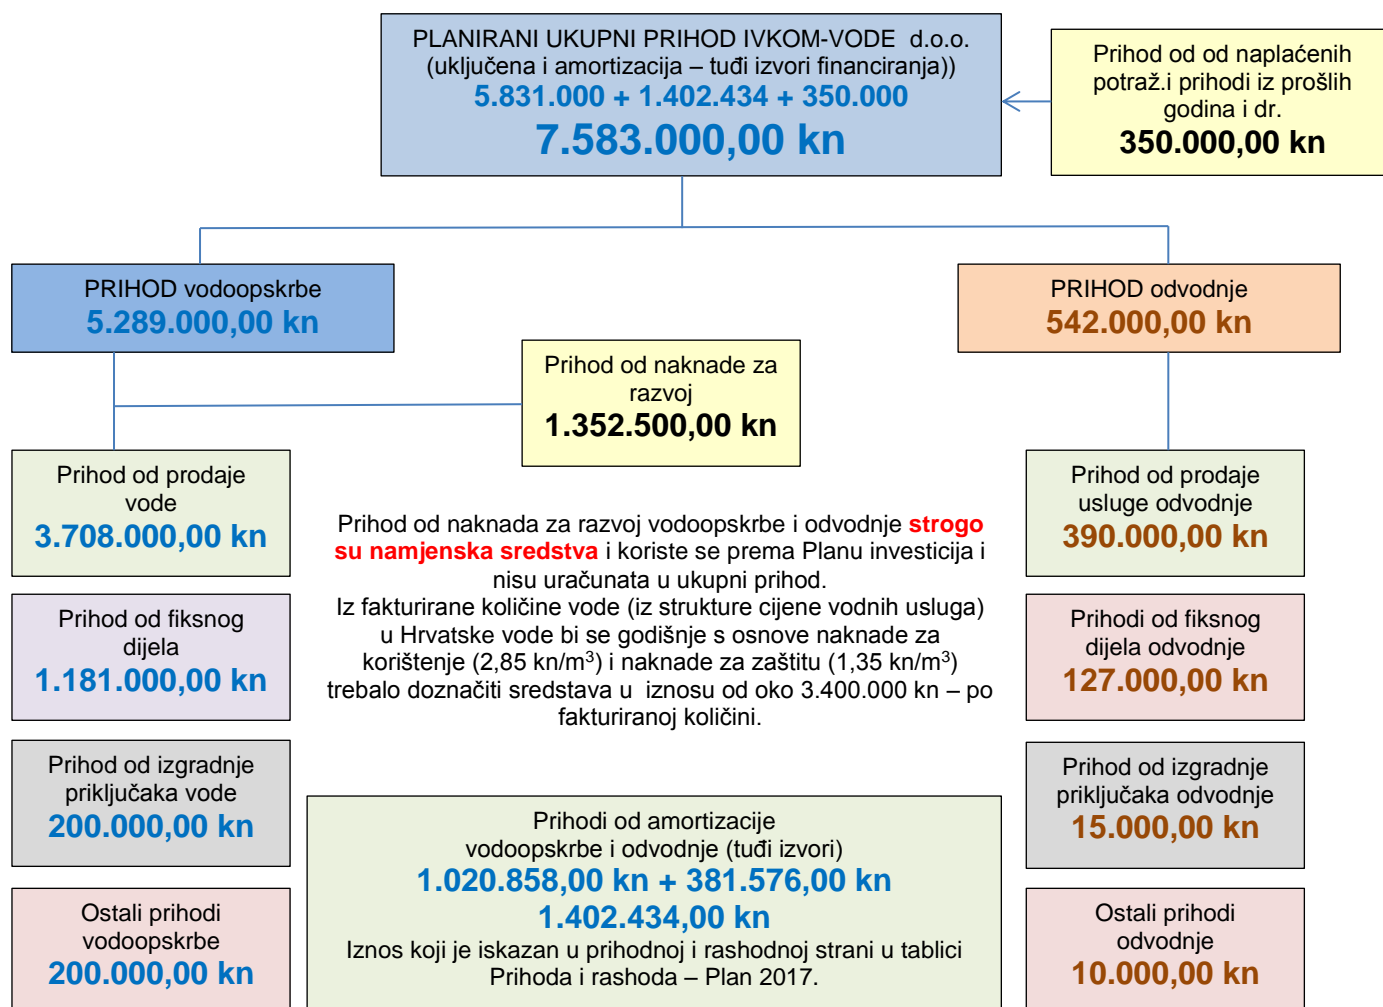 PLANIRANI UKUPNI PRIHOD IVKOM-VODE d.o.o.
(uključena i amortizacija – tuđi izvori financiranja))
5.831.000 + 1.402.434 + 350.000
7.583.000,00 kn
Prihod od od naplaćenih
potraž.i prihodi iz prošlih
godina i dr.
350.000,00 kn
PRIHOD vodoopskrbe
5.289.000,00 kn
PRIHOD odvodnje
542.000,00 kn
Prihod od naknade za
razvoj
1.352.500,00 kn
Prihod od prodaje
vode
3.708.000,00 kn
Prihod od prodaje
usluge odvodnje
390.000,00 kn
Prihod od naknada za razvoj vodoopskrbe i odvodnje strogo
su namjenska sredstva i koriste se prema Planu investicija i
nisu uračunata u ukupni prihod.
Iz fakturirane količine vode (iz strukture cijene vodnih usluga)
u Hrvatske vode bi se godišnje s osnove naknade za
korištenje (2,85 kn/m³) i naknade za zaštitu (1,35 kn/m³)
trebalo doznačiti sredstava u iznosu od oko 3.400.000 kn – po
fakturiranoj količini.
Prihod od fiksnog
dijela
1.181.000,00 kn
Prihodi od fiksnog
dijela odvodnje
127.000,00 kn
Prihod od izgradnje
priključaka vode
200.000,00 kn
Prihod od izgradnje
priključaka odvodnje
15.000,00 kn
Prihodi od amortizacije
vodoopskrbe i odvodnje (tuđi izvori)
1.020.858,00 kn + 381.576,00 kn
1.402.434,00 kn
Iznos koji je iskazan u prihodnoj i rashodnoj strani u tablici
Prihoda i rashoda – Plan 2017.
Ostali prihodi
vodoopskrbe
200.000,00 kn
Ostali prihodi
odvodnje
10.000,00 kn